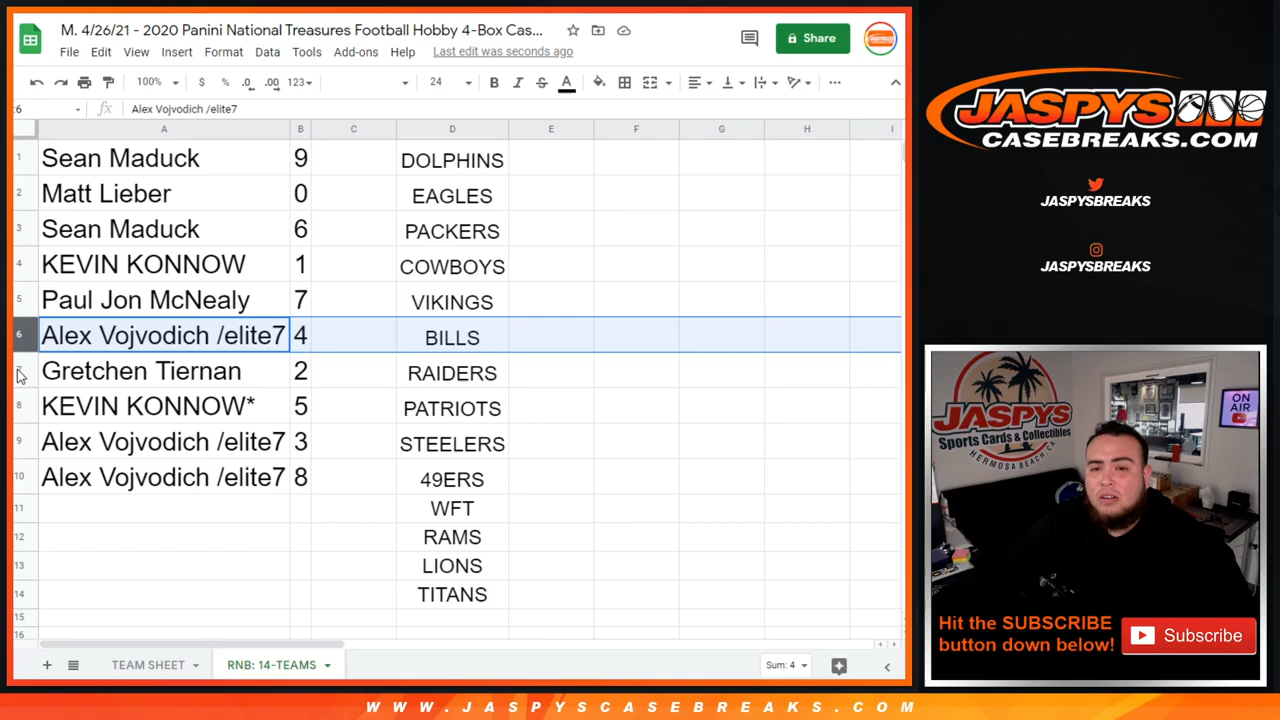 M. 4/26/21 - 2020 Panini National Treasures Football Hobby 4-Box Cas...
File Edit View Insert Format Data Tools Add-ons Help Last edit was seconds ago
Share
100% $ % .0 .00 123 24 B I S A
Alex Vojvodich /elite7
A B C D E F G H I
1 Sean Maduck 9 DOLPHINS
2 Matt Lieber 0 EAGLES
3 Sean Maduck 6 PACKERS
4 KEVIN KONNOW 1 COWBOYS
5 Paul Jon McNealy 7 VIKINGS
6 Alex Vojvodich /elite7 4 BILLS
Gretchen Tiernan 2 RAIDERS
8 KEVIN KONNOW* 5 PATRIOTS
9 Alex Vojvodich /elite7 3 STEELERS
10 Alex Vojvodich /elite7 8 49ERS
11 WFT
12 RAMS
13 LIONS
14 TITANS
15
16
TEAM SHEET RNB: 14-TEAMS Sum: 4
JASPYS
CASEBREAKS.COM
JASPYSBREAKS
JASPYSBREAKS
ON
AIR
JASPYS
Sports Cards & Collectibles
HERMOSA BEACH, CA
Hit the SUBSCRIBE
button down below!
Subscribe
WWW.JASPYSCASEBREAKS.COM